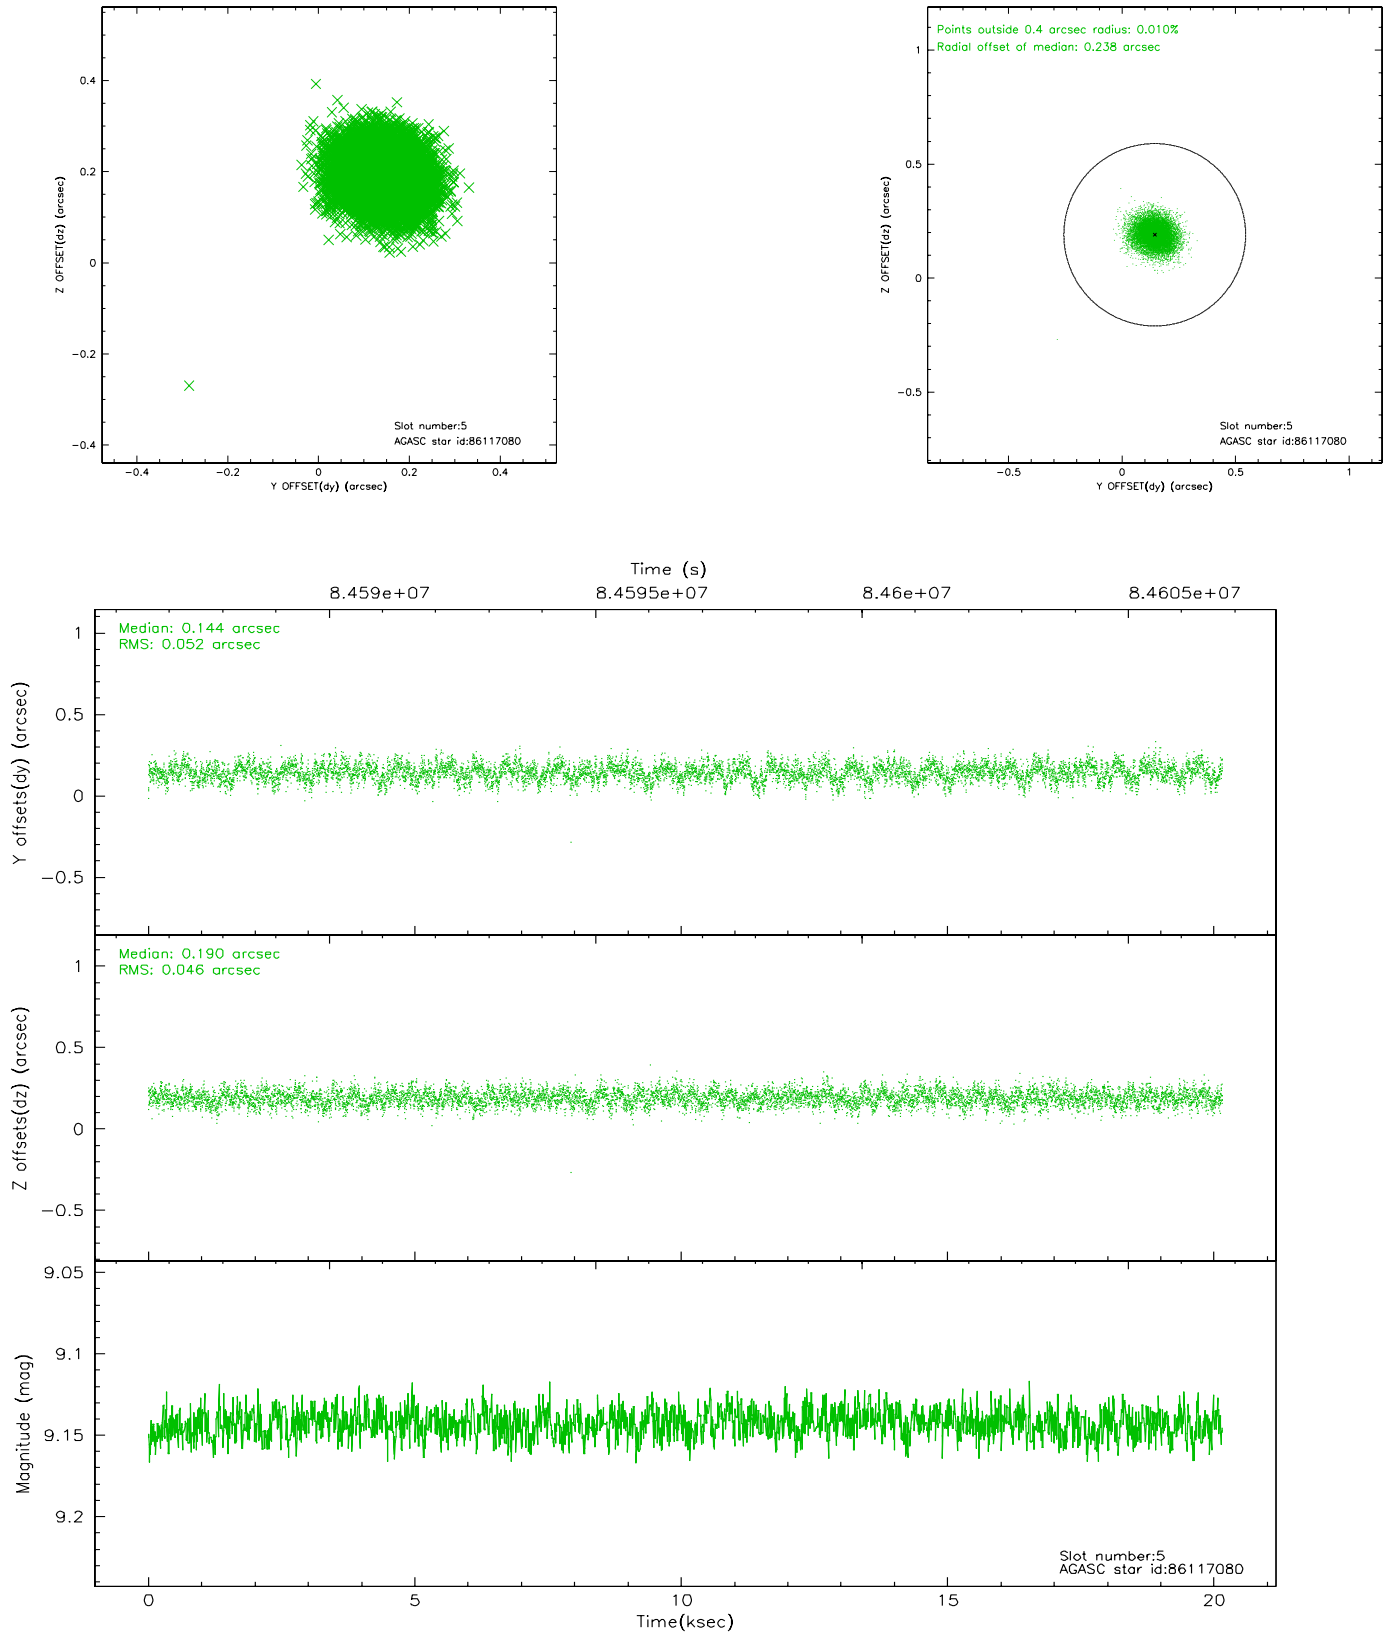 0.4
0.2
0
−0.2
−0.4
Z OFFSET(dz) (arcsec)
Slot number:5
AGASC star id:86117080
−0.4 −0.2 0 0.2 0.4
Y OFFSET(dy) (arcsec)
Points outside 0.4 arcsec radius: 0.010%
Radial offset of median: 0.238 arcsec
1
0.5
0
−0.5
Z OFFSET(dz) (arcsec)
Slot number:5
AGASC star id:86117080
−0.5 0 0.5 1
Y OFFSET(dy) (arcsec)
Time (s)
8.459e+07 8.4595e+07 8.46e+07 8.4605e+07
Median: 0.144 arcsec
RMS: 0.052 arcsec
1
0.5
0
−0.5
Y offsets(dy) (arcsec)
Median: 0.190 arcsec
RMS: 0.046 arcsec
1
0.5
0
−0.5
Z offsets(dz) (arcsec)
9.05
9.1
9.15
9.2
Magnitude (mag)
Slot number:5
AGASC star id:86117080
0 5 10 15 20
Time(ksec)